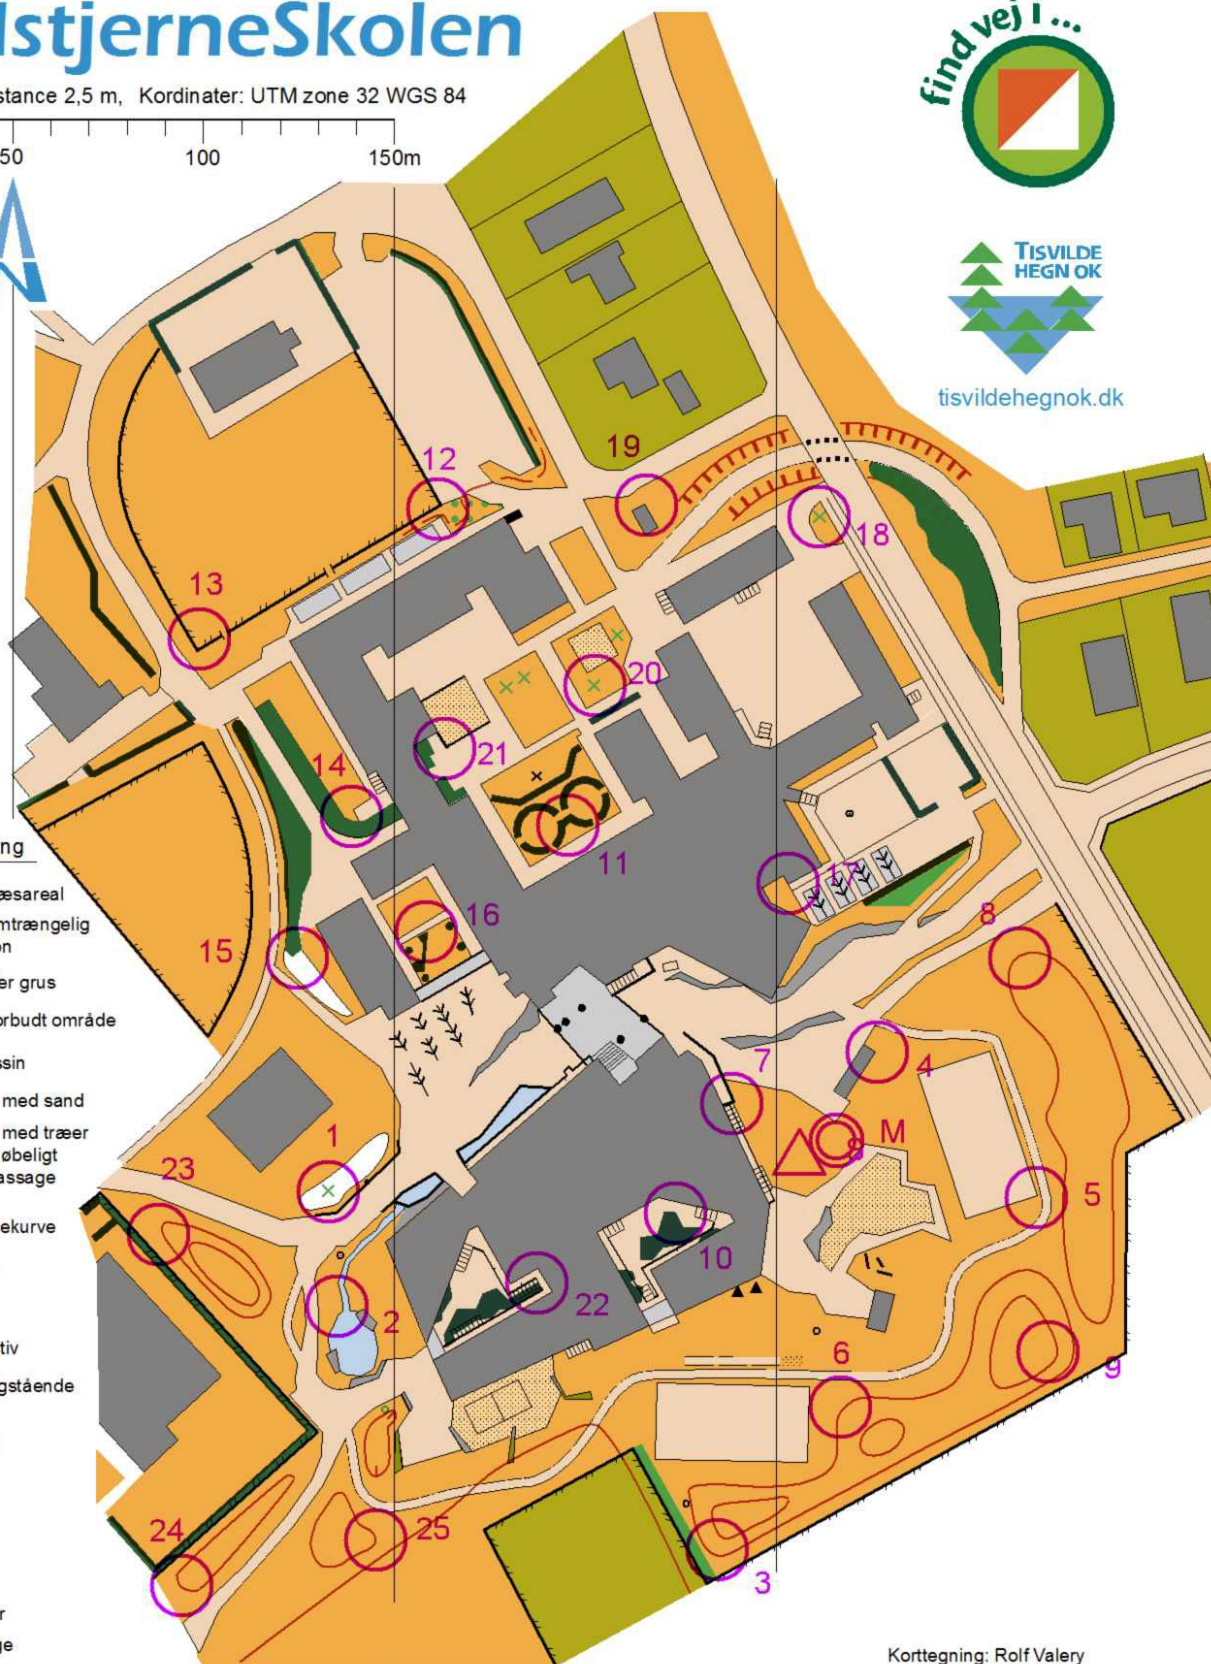 lstjerneSkolen
stance 2,5 m, Kordinater: UTM zone 32 WGS 84
50 100 150m
find vej i ...
TISVILDE
HEGN OK
tisvildehegnok.dk
12
19
18
13
20
21
14
11
17
16
15
8
7
4
M
1
23
5
10
22
2
6
9
25
24
3
ng
æsareal
mtrængelig
on
er grus
orbudt område
ssin
med sand
med træer
øbeligt
assage
ekurve
tiv
gstående
r
ge
Korttegning: Rolf Valery